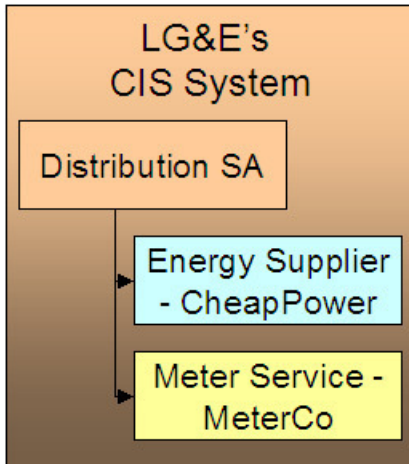 LG&E's
CIS System
Distribution SA
Energy Supplier
- CheapPower
Meter Service -
MeterCo